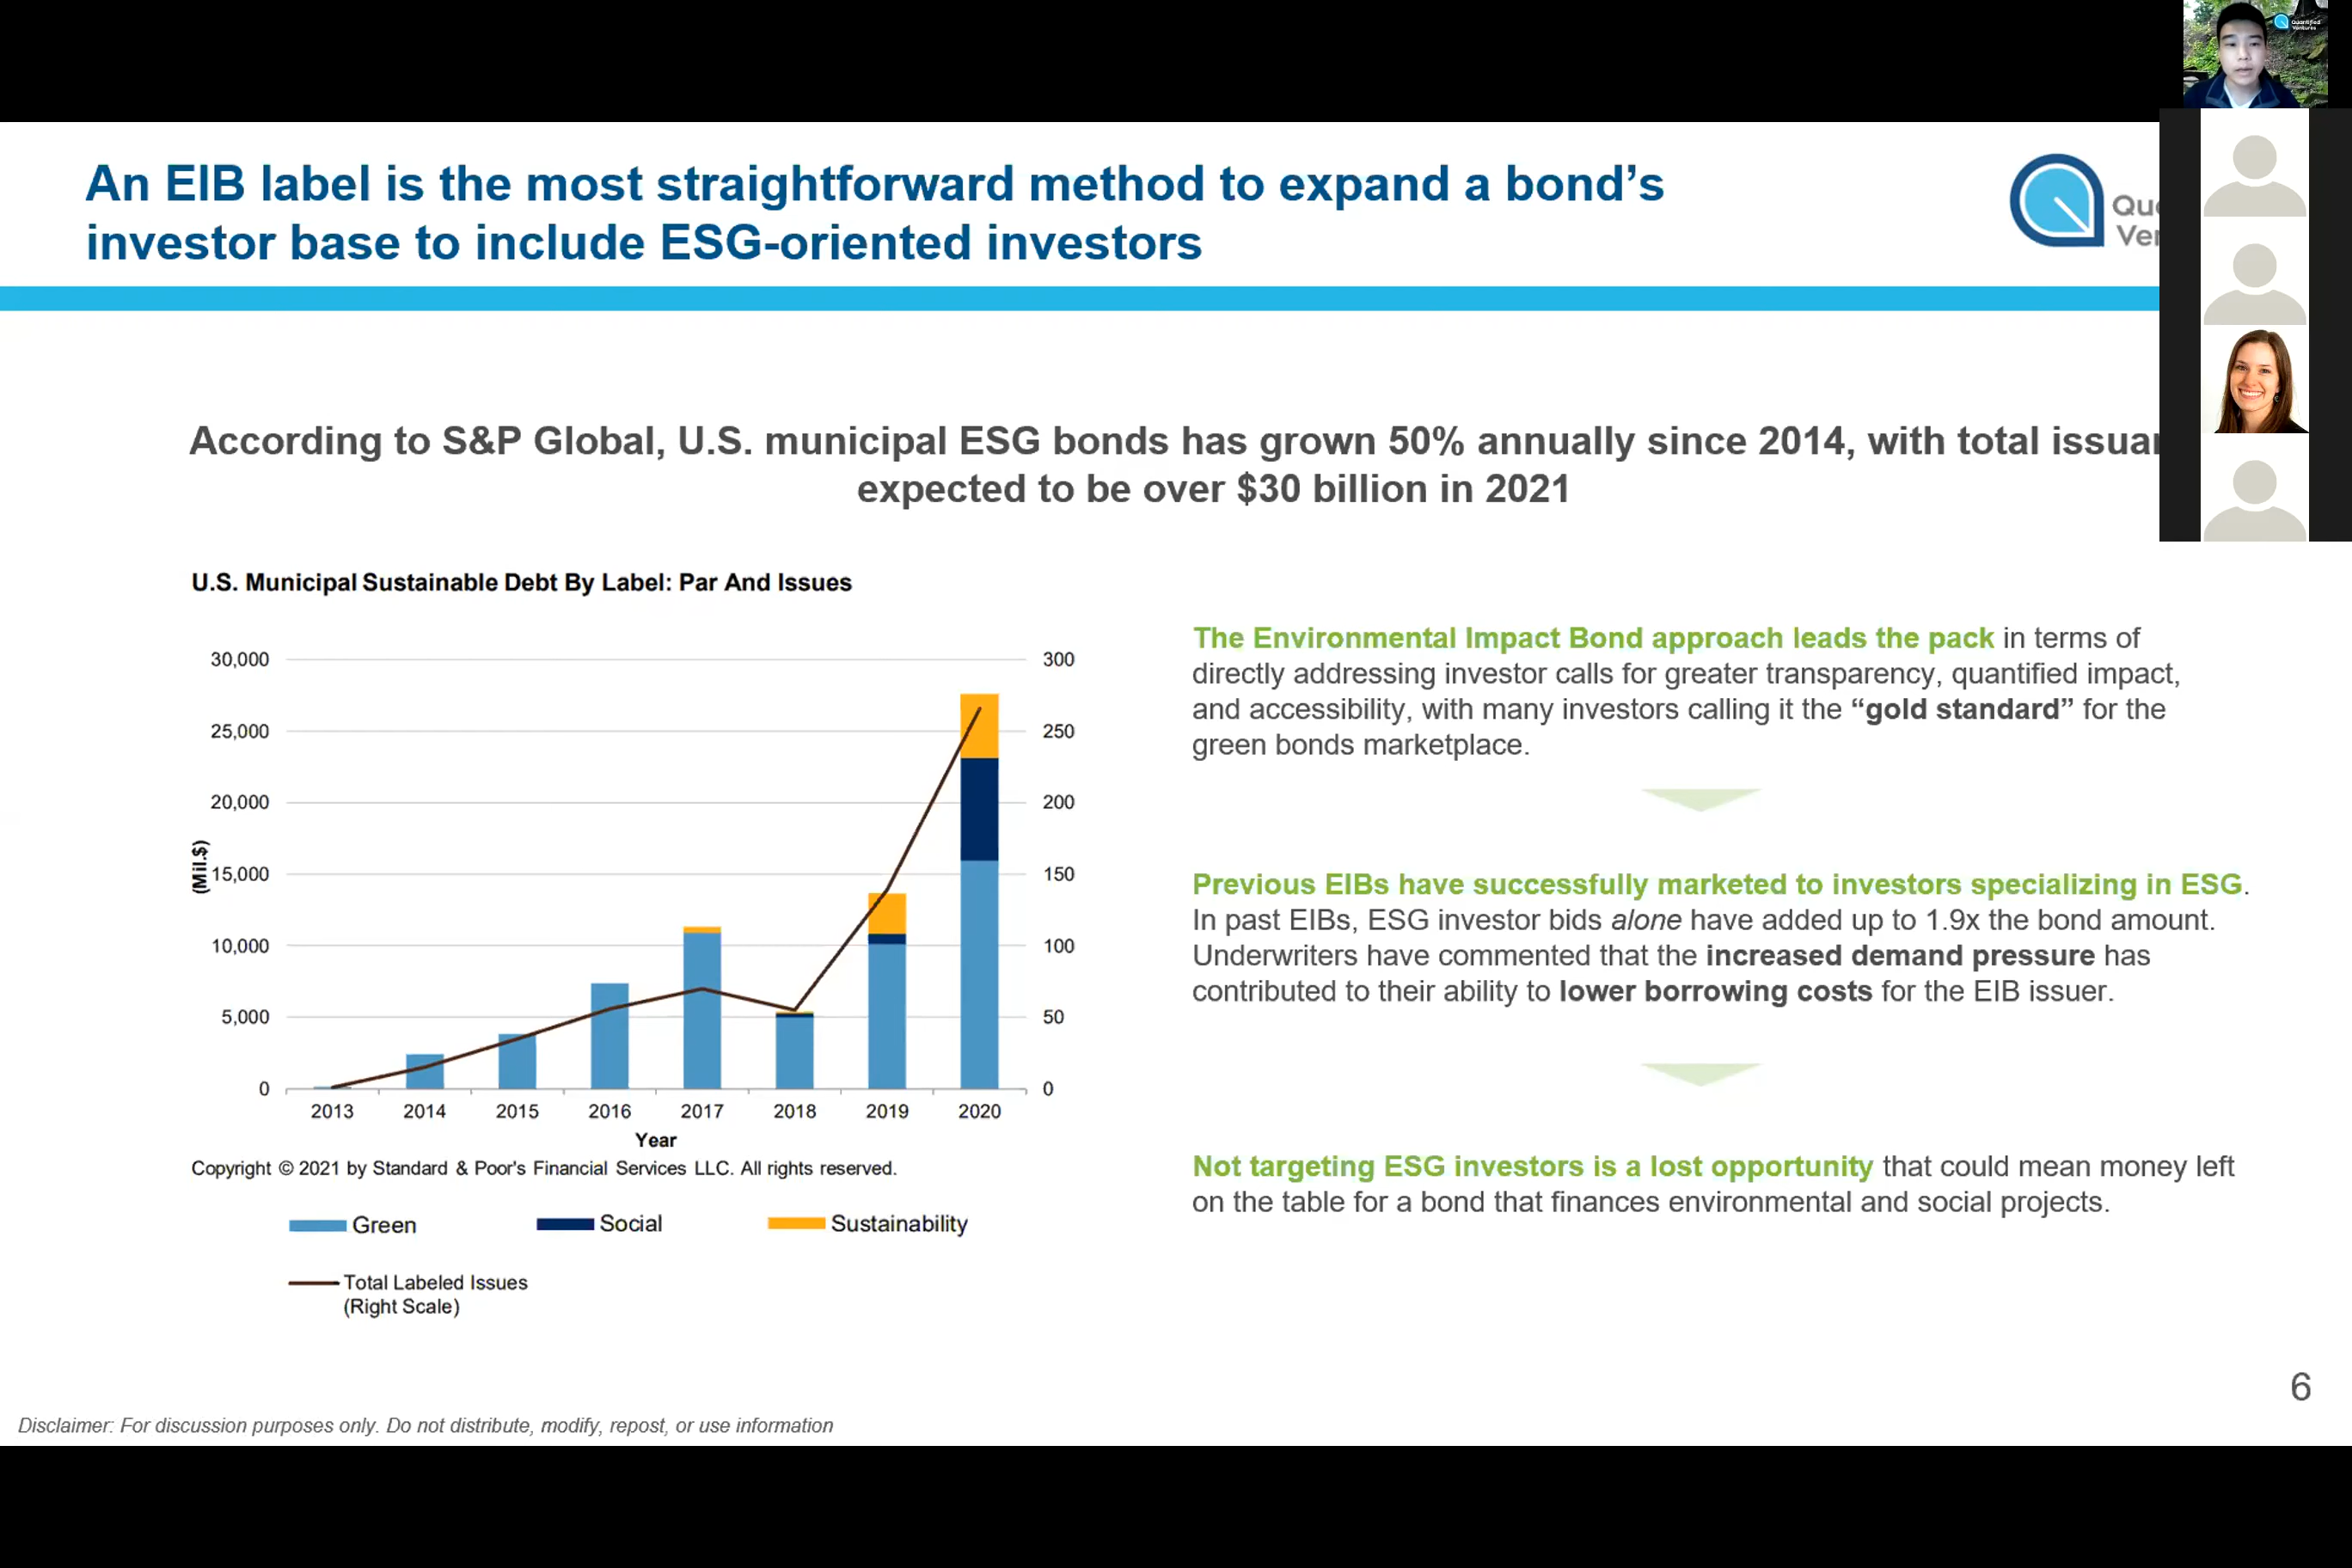 Quantified
Ventures
An EIB label is the most straightforward method to expand a bond’s
investor base to include ESG-oriented investors
According to S&P Global, U.S. municipal ESG bonds has grown 50% annually since 2014, with total
expected to be over $30 billion in 2021
U.S. Municipal Sustainable Debt By Label: Par And Issues
30,000
25,000
20,000
15,000
10,000
5,000
0
(Mil.$)
300
250
200
150
100
50
0
2013 2014 2015 2016 2017 2018 2019 2020
Year
Copyright © 2021 by Standard & Poor's Financial Services LLC. All rights reserved.
Green Social Sustainability
Total Labeled Issues
(Right Scale)
The Environmental Impact Bond approach leads the pack in terms of
directly addressing investor calls for greater transparency, quantified impact,
and accessibility, with many investors calling it the “gold standard” for the
green bonds marketplace.
Previous EIBs have successfully marketed to investors specializing in ESG.
In past EIBs, ESG investor bids alone have added up to 1.9x the bond amount.
Underwriters have commented that the increased demand pressure has
contributed to their ability to lower borrowing costs for the EIB issuer.
Not targeting ESG investors is a lost opportunity that could mean money left
on the table for a bond that finances environmental and social projects.
6
Disclaimer: For discussion purposes only. Do not distribute, modify, repost, or use information